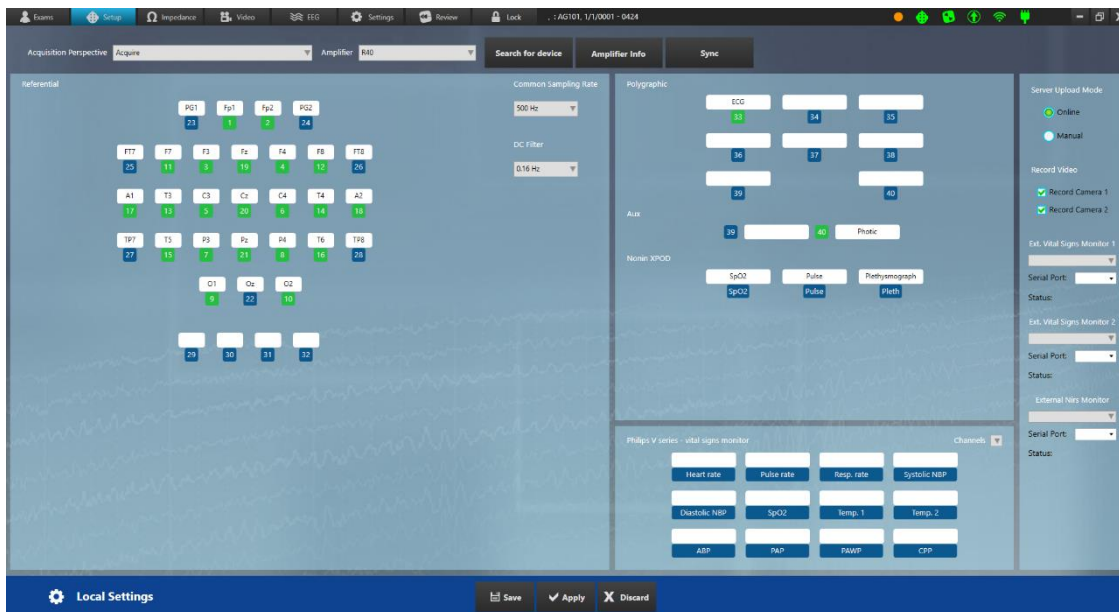 Exams Setup Impedance Video EEG Settings Review Lock . : AG101, 1/1/0001 - 0424
Acquisition Perspective Acquire Amplifier R40 Search for device Amplifier Info Sync
Referential
Common Sampling Rate
500 Hz
DC Filter
0.16 Hz
PG1 Fp1 Fp2 PG2
23 1 2 24
FT7 F7 F3 Fz F4 F8 FT8
25 11 3 19 4 12 26
A1 T3 C3 Cz C4 T4 A2
17 13 5 20 6 14 18
TP7 T5 P3 Pz P4 T6 TP8
27 15 7 21 8 16 28
O1 Oz O2
9 22 10
29 30 31 32
Polygraphic
ECG
33 34 35
36 37 38
39 40
Aux
39 40 Photic
Nonin XPOD
SpO2 Pulse Plethysmograph
SpO2 Pulse Pleth
Philips V series - vital signs monitor Channels
Heart rate Pulse rate Resp. rate Systolic NBP
Diastolic NBP SpO2 Temp. 1 Temp. 2
ABP PAP PAWP CPP
Server Upload Mode
Online
Manual
Record Video
Record Camera 1
Record Camera 2
Ext. Vital Signs Monitor 1
Serial Port:
Status:
Ext. Vital Signs Monitor 2
Serial Port:
Status:
External Nirs Monitor
Serial Port:
Status:
Local Settings Save Apply Discard